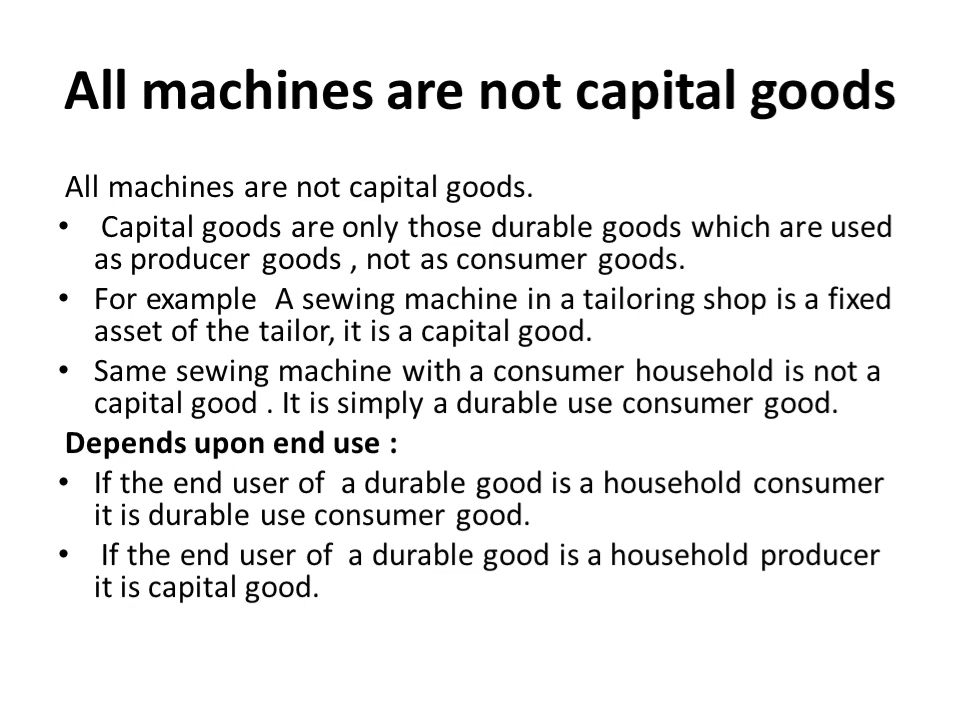 All machines are not capital goods
All machines are not capital goods.
• Capital goods are only those durable goods which are used
as producer goods , not as consumer goods.
• For example A sewing machine in a tailoring shop is a fixed
asset of the tailor, it is a capital good.
• Same sewing machine with a consumer household is not a
capital good . It is simply a durable use consumer good.
Depends upon end use :
• If the end user of a durable good is a household consumer
it is durable use consumer good.
• If the end user of a durable good is a household producer
it is capital good.